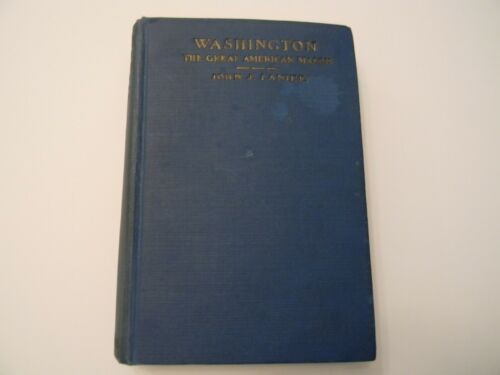 WASHINGTON
THE GREAT AMERICAN MASON
JOHN J. LANIER